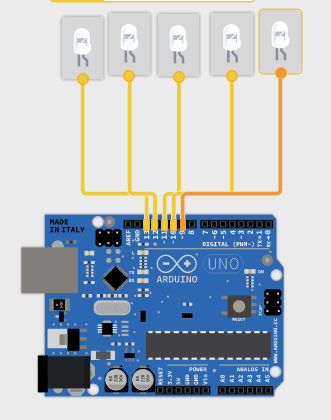 MADE
IN ITALY
AREF
GND
13
12
~11
~10
~9
8
7
~6
~5
4
~3
2
TX→1
RX←0
DIGITAL (PWM~)
L
TX
RX
UNO
ON
ARDUINO
RESET
ICSP
WWW.ARDUINO.CC
POWER
ANALOG IN
RESET
3.3V
5V
GND
GND
Vin
A0
A1
A2
A3
A4
A5